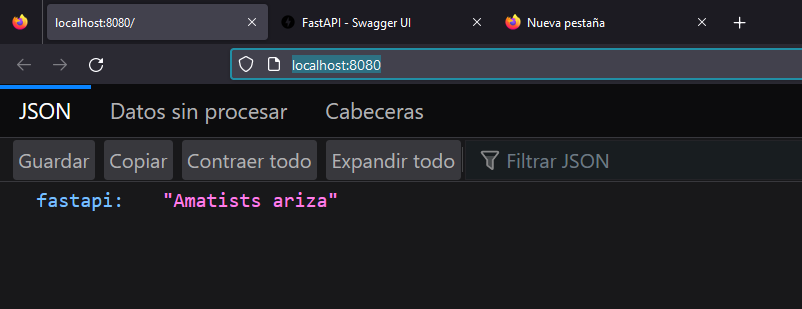 localhost:8080/ FastAPI - Swagger UI Nueva pestaña
localhost:8080
JSON Datos sin procesar Cabeceras
Guardar Copiar Contraer todo Expandir todo Filtrar JSON
fastapi: "Amatists ariza"